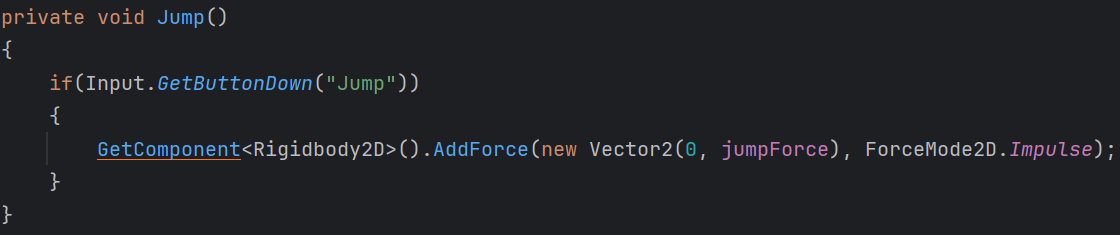 private void Jump()
{
    if(Input.GetButtonDown("Jump"))
    {
        GetComponent<Rigidbody2D>().AddForce(new Vector2(0, jumpForce), ForceMode2D.Impulse);
    }
}